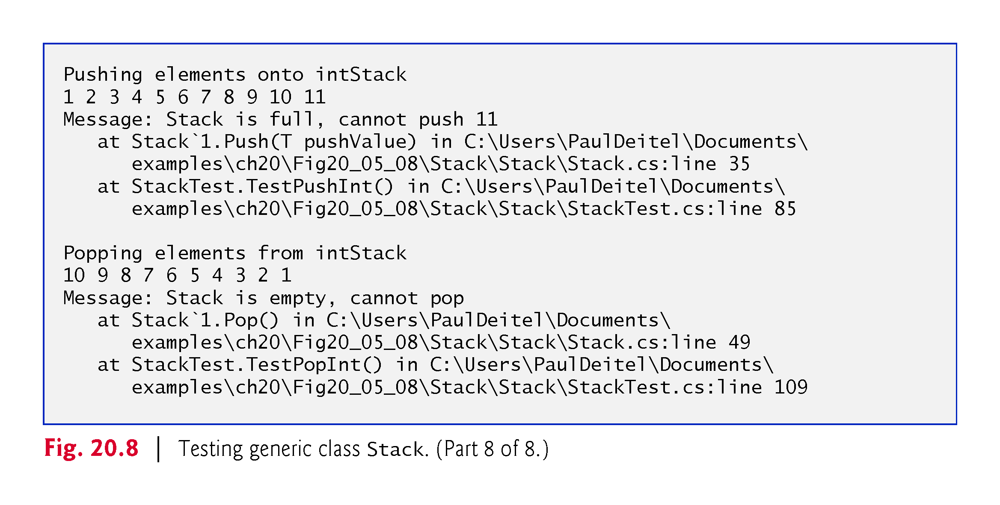 Pushing elements onto intStack
1 2 3 4 5 6 7 8 9 10 11
Message: Stack is full, cannot push 11
   at Stack`1.Push(T pushValue) in C:\Users\PaulDeitel\Documents\
      examples\ch20\Fig20_05_08\Stack\Stack\Stack.cs:line 35
   at StackTest.TestPushInt() in C:\Users\PaulDeitel\Documents\
      examples\ch20\Fig20_05_08\Stack\Stack\StackTest.cs:line 85

Popping elements from intStack
10 9 8 7 6 5 4 3 2 1
Message: Stack is empty, cannot pop
   at Stack`1.Pop() in C:\Users\PaulDeitel\Documents\
      examples\ch20\Fig20_05_08\Stack\Stack\Stack.cs:line 49
   at StackTest.TestPopInt() in C:\Users\PaulDeitel\Documents\
      examples\ch20\Fig20_05_08\Stack\Stack\StackTest.cs:line 109
Fig. 20.8 | Testing generic class Stack. (Part 8 of 8.)